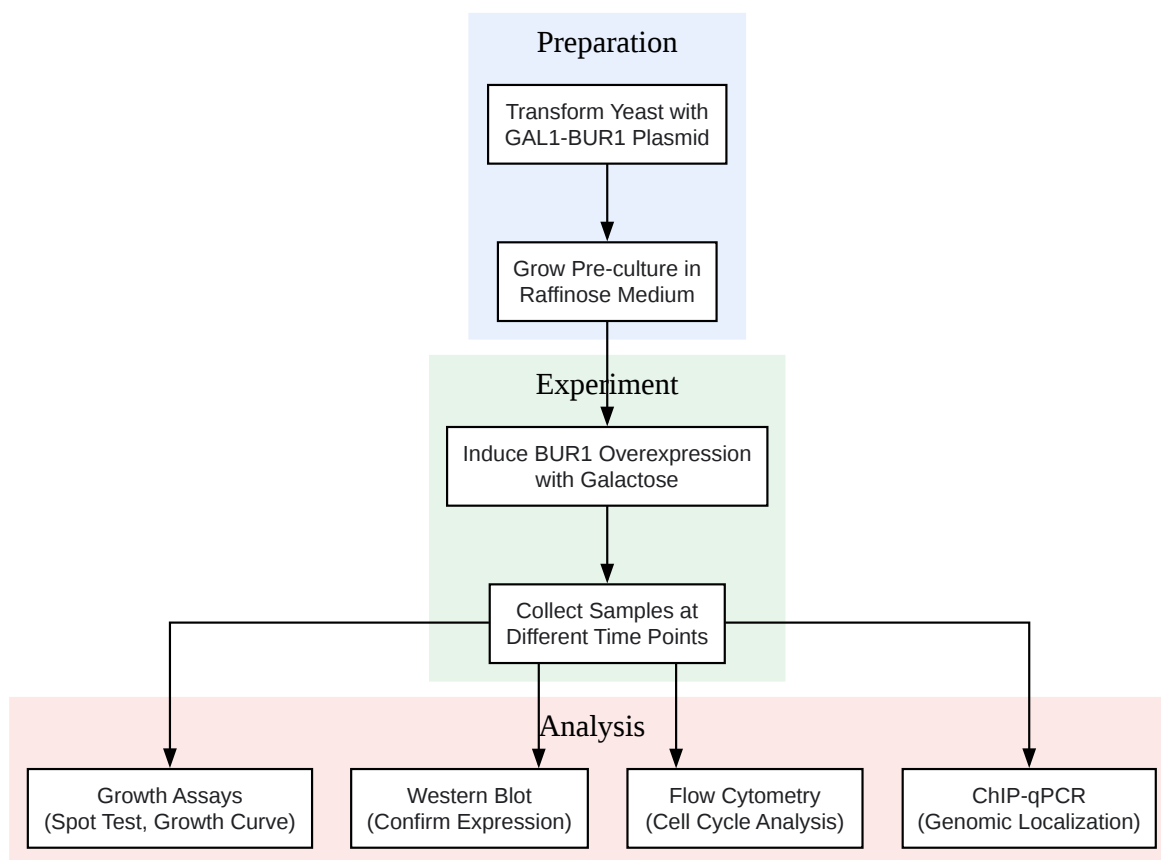 Preparation
Transform Yeast with
GAL1-BUR1 Plasmid
Grow Pre-culture in
Raffinose Medium
Experiment
Induce BUR1 Overexpression
with Galactose
Collect Samples at
Different Time Points
Analysis
Growth Assays
(Spot Test, Growth Curve)
Western Blot
(Confirm Expression)
Flow Cytometry
(Cell Cycle Analysis)
ChIP-qPCR
(Genomic Localization)